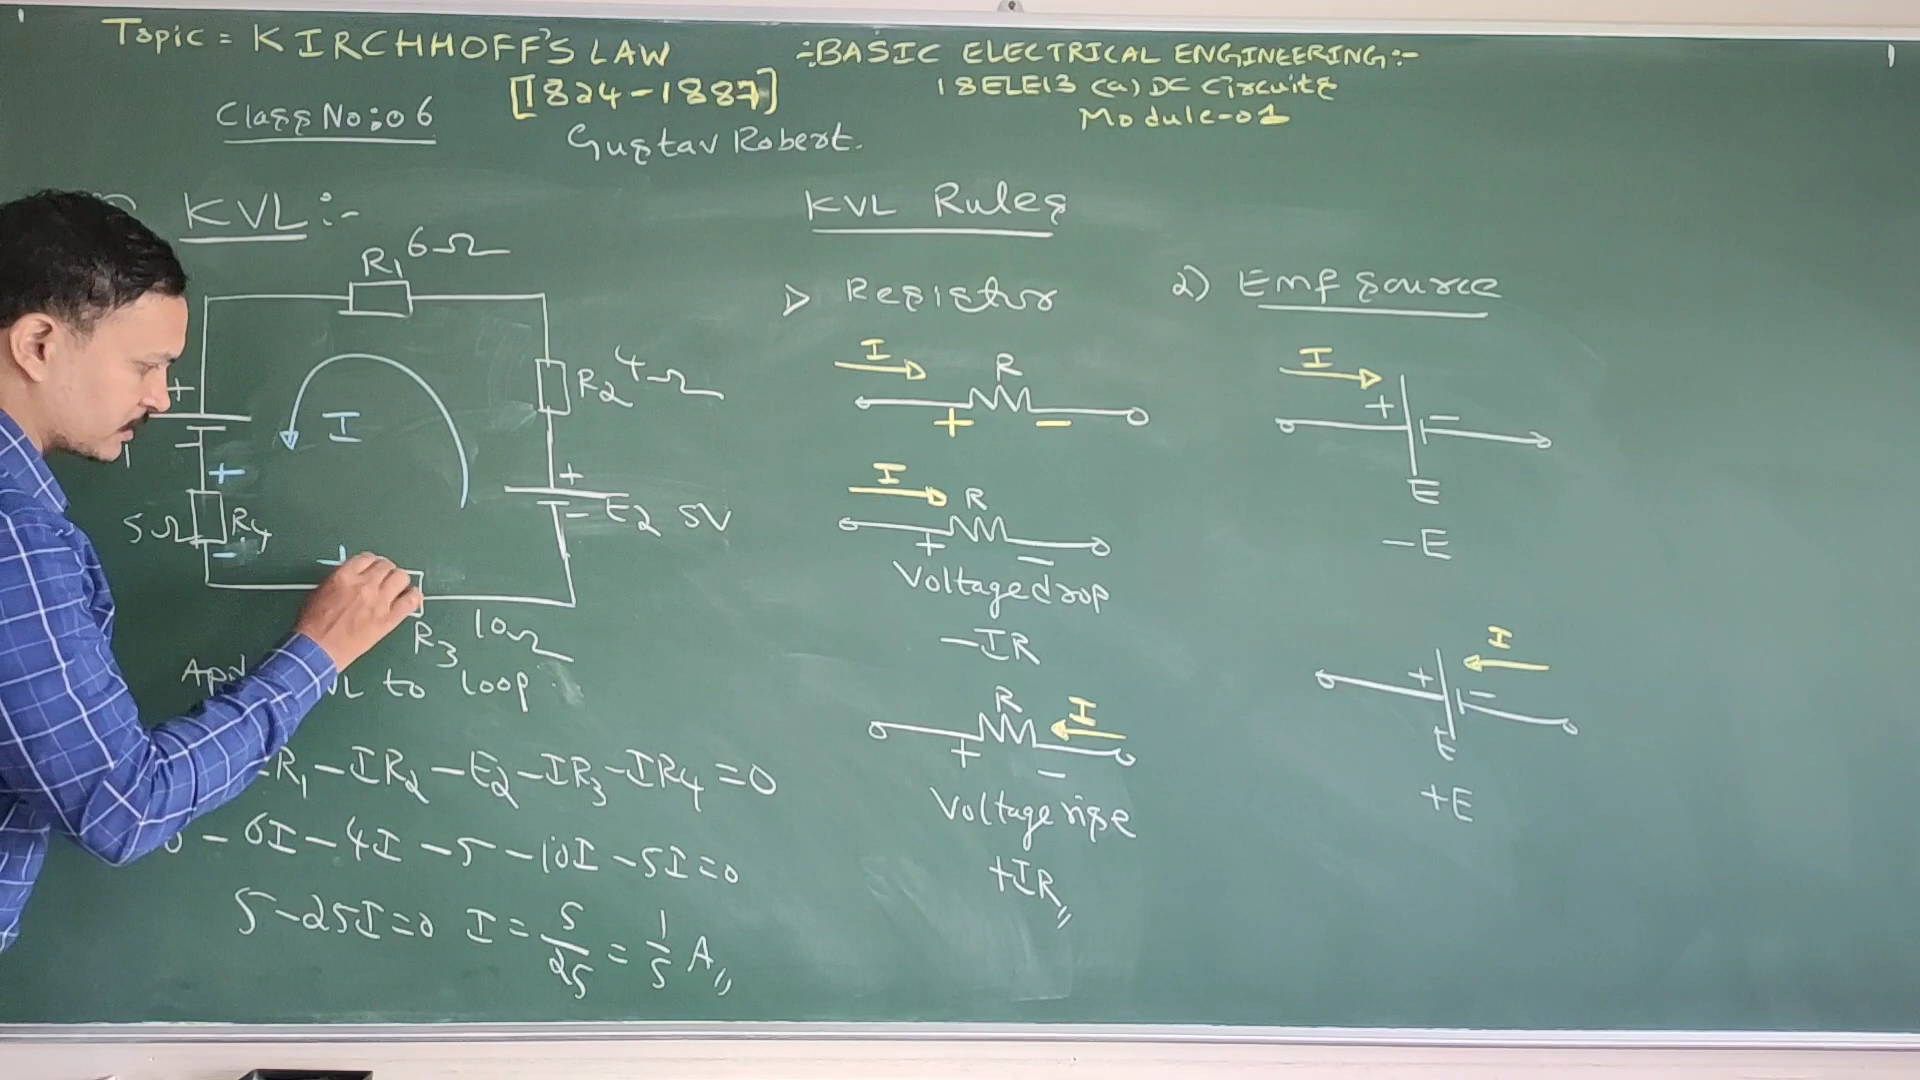 Topic = KIRCHHOFF'S LAW
[1824-1887]
Class No:06
Gustav Robert.
÷BASIC ELECTRICAL ENGINEERING:-
18ELE13 (a) DC Circuits
Module-01
KVL:-
R1 6Ω
R2 4Ω
+
I
+
- E2 5V
+
5Ω R4
-
+
R3 10Ω
to loop
R1 - IR2 - E2 - IR3 - IR4 = 0
- 6I - 4I - 5 - 10I - 5I = 0
5 - 25I = 0 I = 5/25 = 1/5 A
KVL Rules
1) Resistor
I
R
+ -
I
R
+ -
Voltage drop
-IR
R I
+ -
Voltage rise
+IR
2) Emf source
I
+ -
E
-E
I
+ -
E
+E